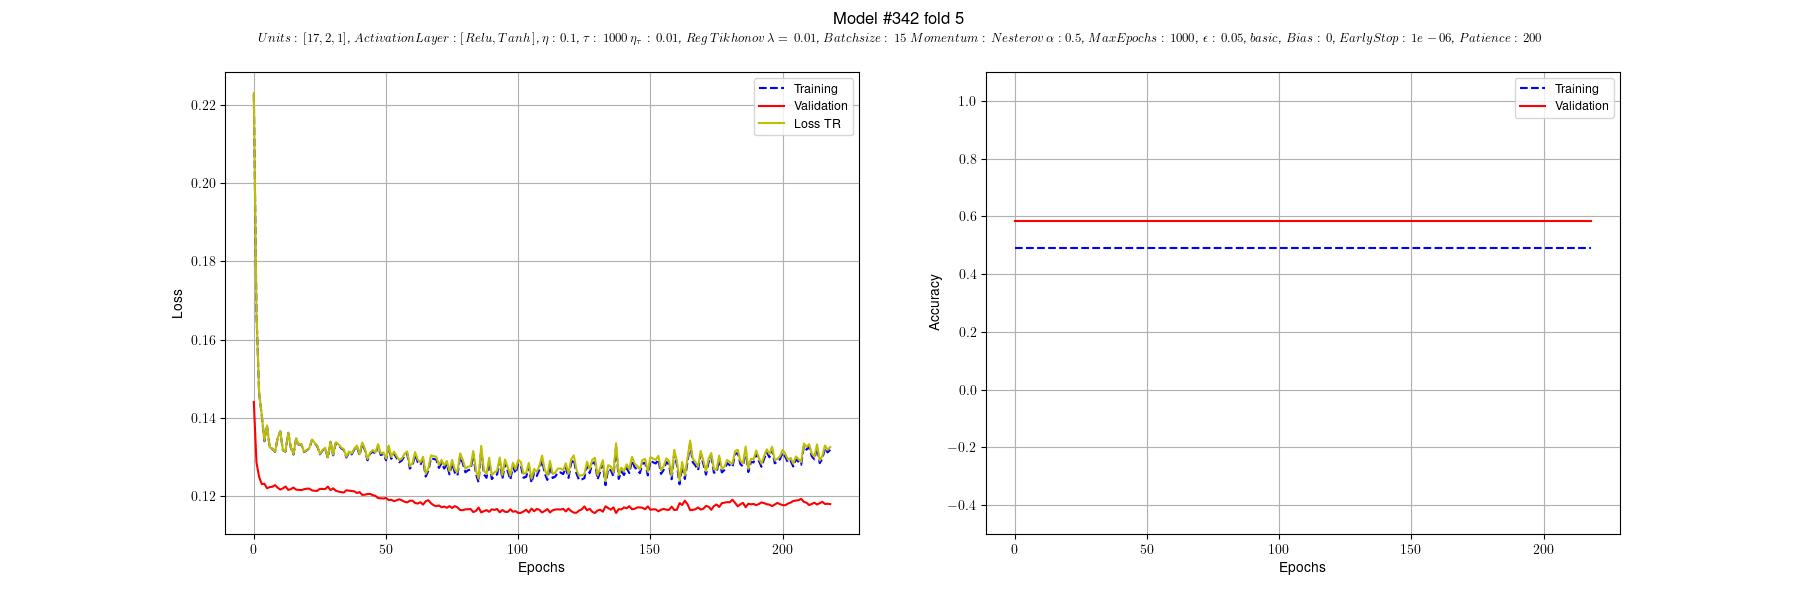 Model #342 fold 5
Units : [17, 2, 1], ActivationLayer : [Relu, Tanh], η : 0.1, τ : 1000 ητ : 0.01, Reg Tikhonov λ = 0.01, Batchsize : 15 Momentum : Nesterov α : 0.5, MaxEpochs : 1000, ϵ : 0.05, basic, Bias : 0, EarlyStop : 1e − 06, Patience : 200
Loss
0.22
0.20
0.18
0.16
0.14
0.12
0 50 100 150 200
Epochs
Training
Validation
Loss TR
Accuracy
1.0
0.8
0.6
0.4
0.2
0.0
−0.2
−0.4
0 50 100 150 200
Epochs
Training
Validation